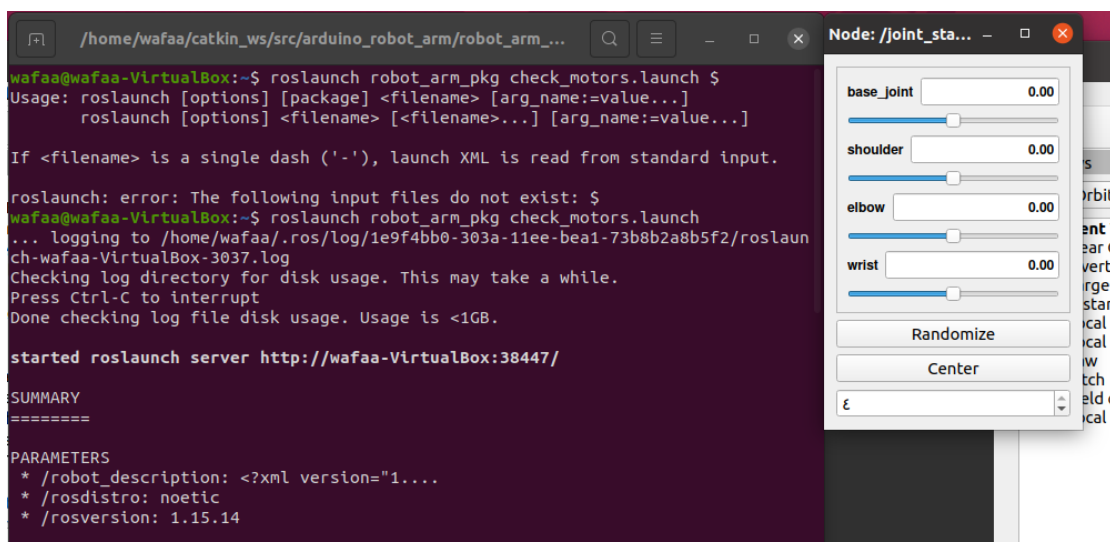 /home/wafaa/catkin_ws/src/arduino_robot_arm/robot_arm_...
wafaa@wafaa-VirtualBox:~$ roslaunch robot_arm_pkg check_motors.launch $
Usage: roslaunch [options] [package] <filename> [arg_name:=value...]
       roslaunch [options] <filename> [<filename>...] [arg_name:=value...]
If <filename> is a single dash ('-'), launch XML is read from standard input.
roslaunch: error: The following input files do not exist: $
wafaa@wafaa-VirtualBox:~$ roslaunch robot_arm_pkg check_motors.launch
... logging to /home/wafaa/.ros/log/1e9f4bb0-303a-11ee-bea1-73b8b2a8b5f2/roslaun
ch-wafaa-VirtualBox-3037.log
Checking log directory for disk usage. This may take a while.
Press Ctrl-C to interrupt
Done checking log file disk usage. Usage is <1GB.
started roslaunch server http://wafaa-VirtualBox:38447/
SUMMARY
========
PARAMETERS
 * /robot_description: <?xml version="1....
 * /rosdistro: noetic
 * /rosversion: 1.15.14
Node: /joint_sta...
base_joint 0.00
shoulder 0.00
elbow 0.00
wrist 0.00
Randomize
Center
٤